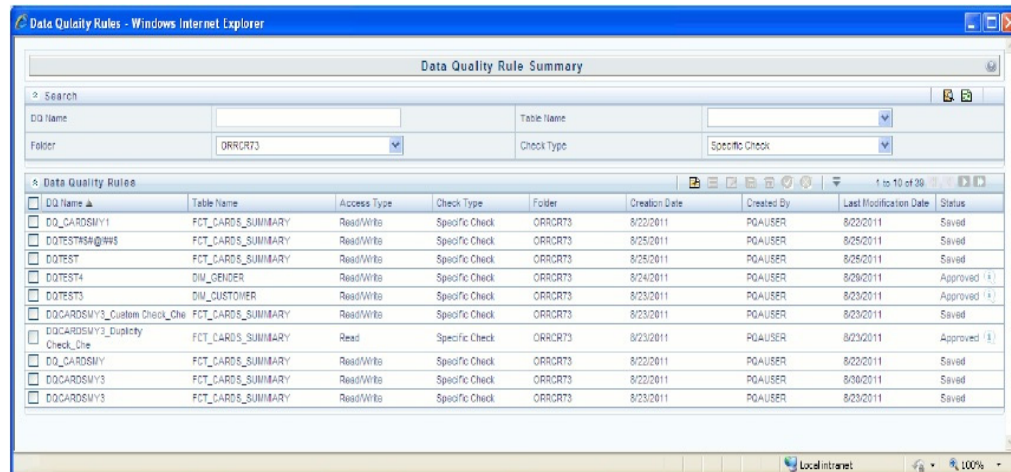 Data Qulaity Rules - Windows Internet Explorer
Data Quality Rule Summary
Search
DQ Name Table Name
Folder ORRCR73 Check Type Specific Check
Data Quality Rules 1 to 10 of 39
DQ Name Table Name Access Type Check Type Folder Creation Date Created By Last Modification Date Status
DQ_CARDSMY1 FCT_CARDS_SUMMARY Read/Write Specific Check ORRCR73 8/22/2011 PQAUSER 8/22/2011 Saved
FCT_CARDS_SUMMARY Read/Write Specific Check ORRCR73 8/25/2011 PQAUSER 8/25/2011 Saved
DQTEST FCT_CARDS_SUMMARY Read/Write Specific Check ORRCR73 8/25/2011 PQAUSER 8/25/2011 Saved
DQTEST4 DIM_GENDER Read/Write Specific Check ORRCR73 8/24/2011 PQAUSER 8/29/2011 Approved
DQTEST3 DIM_CUSTOMER Read/Write Specific Check ORRCR73 8/23/2011 PQAUSER 8/23/2011 Approved
DQCARDSMY3_Custom Check_Che FCT_CARDS_SUMMARY Read/Write Specific Check ORRCR73 8/23/2011 PQAUSER 8/23/2011 Saved
DQCARDSMY3_Duplicity
Check_Che FCT_CARDS_SUMMARY Read Specific Check ORRCR73 8/23/2011 PQAUSER 8/23/2011 Approved
DQ_CARDSMY FCT_CARDS_SUMMARY Read/Write Specific Check ORRCR73 8/22/2011 PQAUSER 8/22/2011 Saved
DQCARDSMY3 FCT_CARDS_SUMMARY Read/Write Specific Check ORRCR73 8/22/2011 PQAUSER 8/30/2011 Saved
DQCARDSMY3 FCT_CARDS_SUMMARY Read/Write Specific Check ORRCR73 8/23/2011 PQAUSER 8/23/2011 Saved
Local intranet 100%